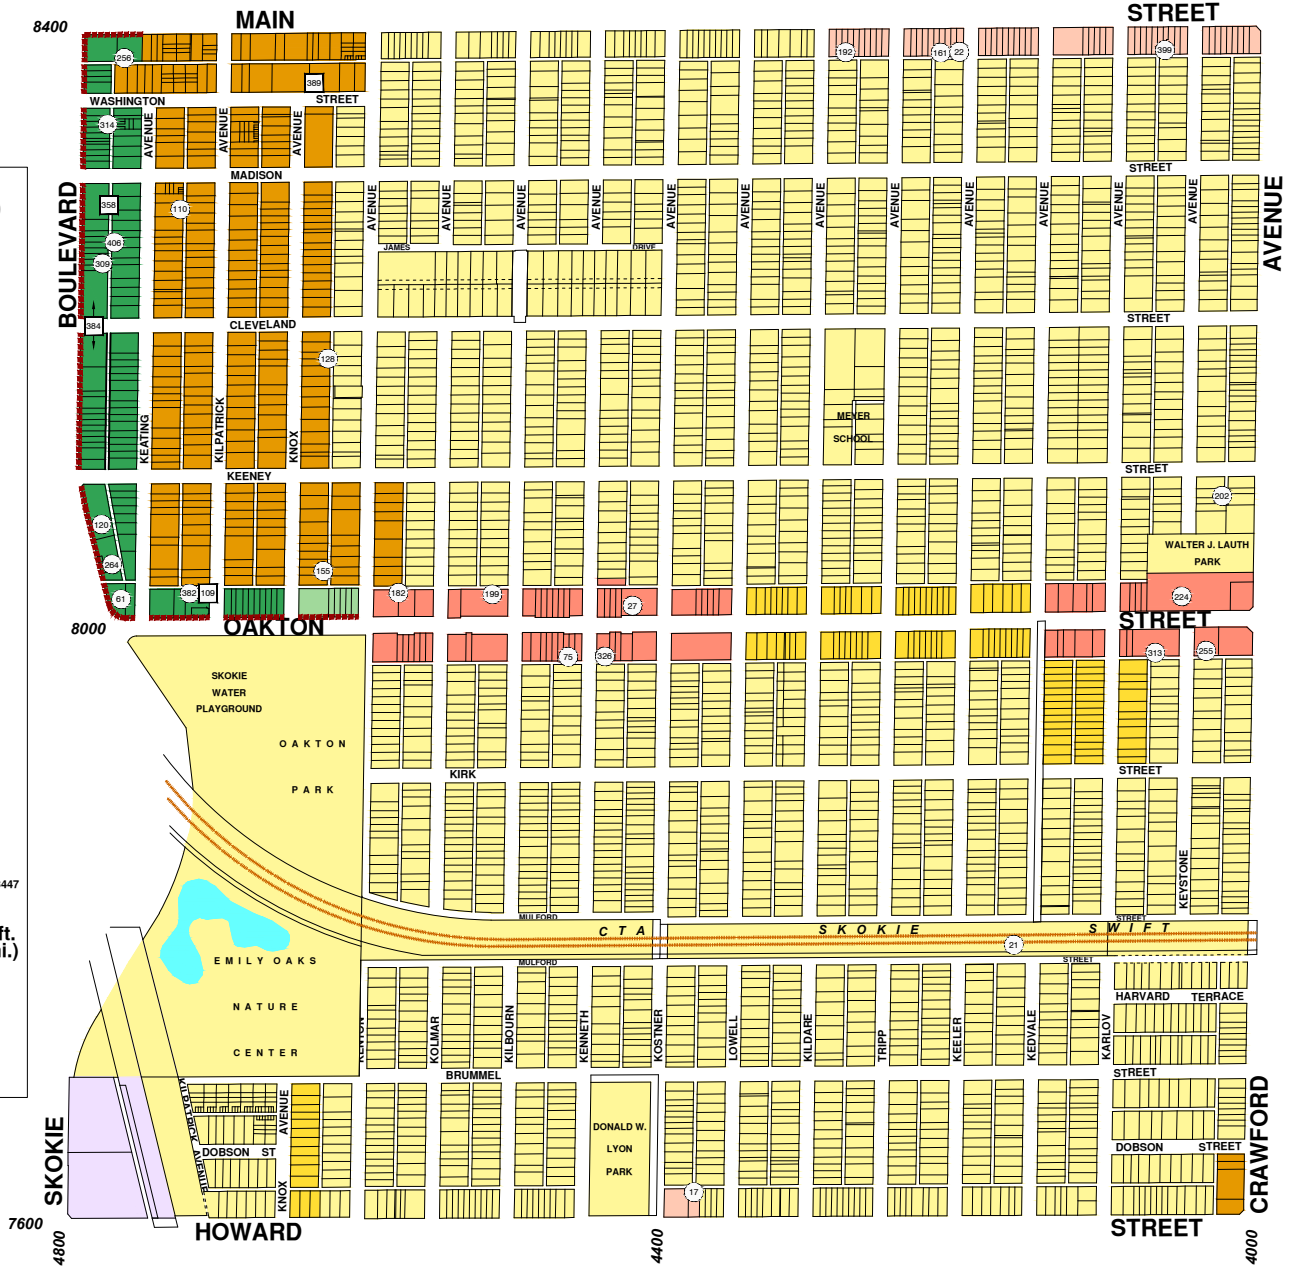 8400
MAIN
STREET
256
192
161
22
399
389
WASHINGTON
STREET
314
AVENUE
AVENUE
AVENUE
MADISON
STREET
BOULEVARD
358
110
AVENUE
AVENUE
AVENUE
AVENUE
AVENUE
AVENUE
AVENUE
AVENUE
AVENUE
AVENUE
AVENUE
AVENUE
AVENUE
406
309
JAMES
DRIVE
384
CLEVELAND
STREET
128
KEATING
KILPATRICK
KNOX
MEYER
SCHOOL
KEENEY
STREET
202
120
264
155
WALTER J. LAUTH
PARK
61
382
109
182
199
27
224
8000
OAKTON
STREET
75
326
313
255
SKOKIE
WATER
PLAYGROUND
OAKTON
PARK
KIRK
STREET
KEYSTONE
447
ft.
i.)
MULFORD
STREET
CTA SKOKIE SWIFT
21
MULFORD
STREET
EMILY OAKS
NATURE
CENTER
HARVARD
TERRACE
KOLMAR
KILBOURN
KENNETH
KOSTNER
LOWELL
KILDARE
TRIPP
KEELER
KEDVALE
KARLOV
BRUMMEL
STREET
KILPATRICK AVENUE
AVENUE
KNOX
DONALD W.
LYON
PARK
DOBSON ST
DOBSON
STREET
SKOKIE
CRAWFORD
17
7600
HOWARD
STREET
4800
4400
4000